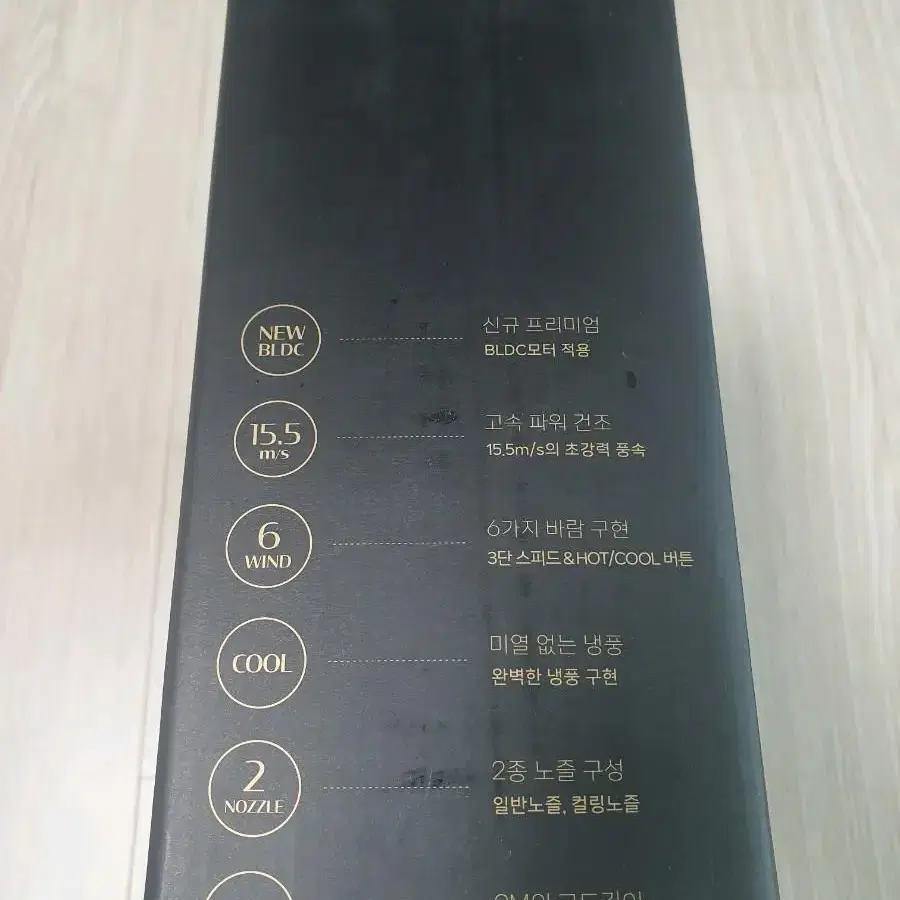 NEW
BLDC
신규 프리미엄
BLDC모터 적용
15.5
m/s
고속 파워 건조
15.5m/s의 초강력 풍속
6
WIND
6가지 바람 구현
3단 스피드&HOT/COOL 버튼
COOL
미열 없는 냉풍
완벽한 냉풍 구현
2
NOZZLE
2종 노즐 구성
일반노즐, 컬링노즐